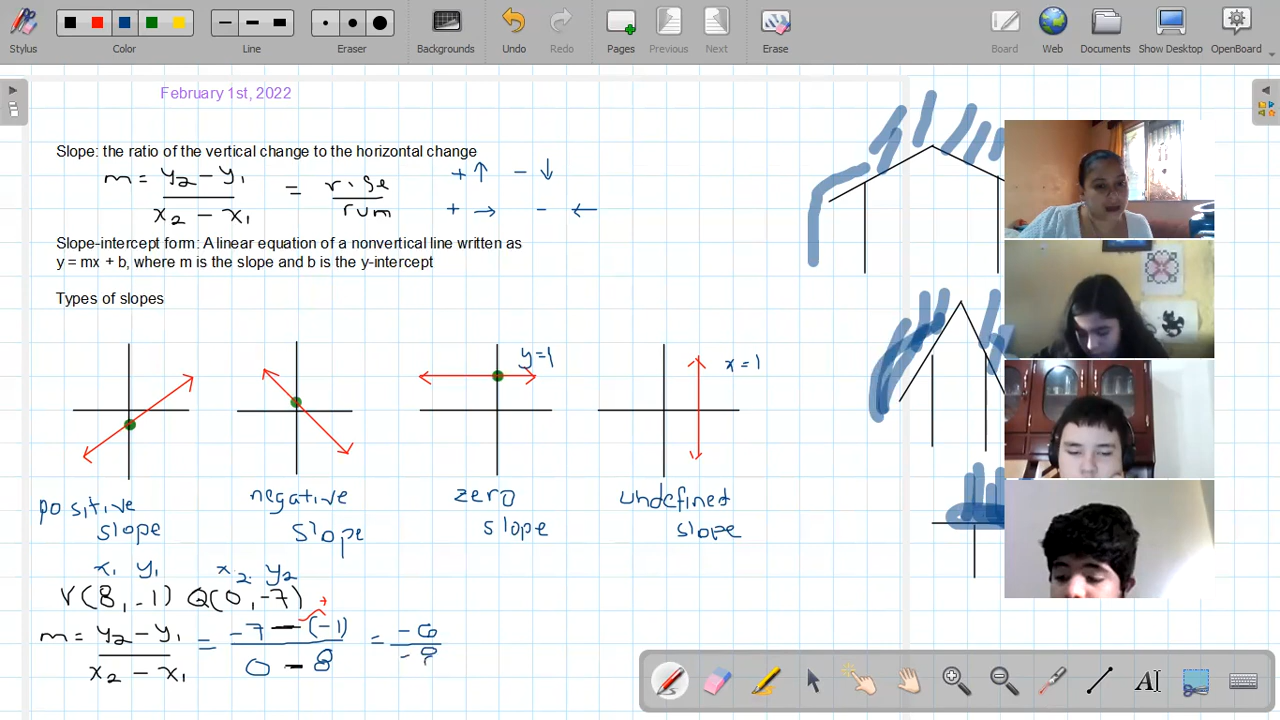 Stylus
Color
Line
Eraser
Backgrounds
Undo
Redo
Pages
Previous
Next
Erase
Board
Web
Documents
Show Desktop
OpenBoard
February 1st, 2022
Slope: the ratio of the vertical change to the horizontal change
m = y₂ − y₁ / x₂ − x₁ = rise / run
+ ↑ − ↓
+ → − ←
Slope-intercept form: A linear equation of a nonvertical line written as
y = mx + b, where m is the slope and b is the y-intercept
Types of slopes
y=1
x=1
positive slope
negative slope
zero slope
undefined slope
x₁ y₁ x₂ y₂
V(8, -1) Q(0, -7)
+
m = y₂ − y₁ / x₂ − x₁ = -7 − (-1) / 0 − 8 = -6 / -8